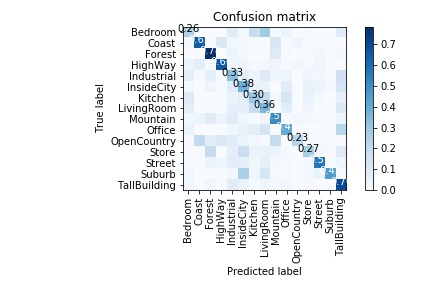 Confusion matrix
Bedroom 0.26
Coast
Forest
HighWay
Industrial 0.33
InsideCity 0.38
Kitchen 0.30
LivingRoom 0.36
Mountain
Office
OpenCountry 0.23
Store 0.27
Street
Suburb
TallBuilding
True label
Bedroom
Coast
Forest
HighWay
Industrial
InsideCity
Kitchen
LivingRoom
Mountain
Office
OpenCountry
Store
Street
Suburb
TallBuilding
Predicted label
0.7
0.6
0.5
0.4
0.3
0.2
0.1
0.0